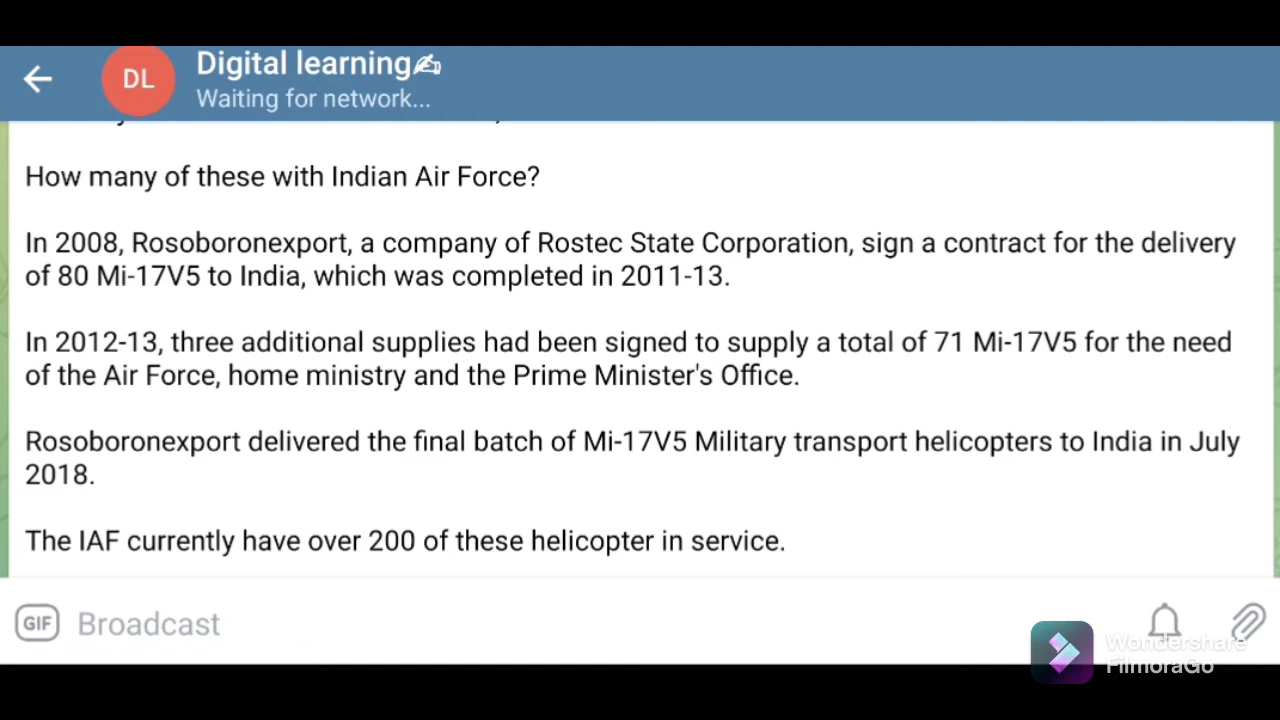 DL
Digital learning✍
Waiting for network...
How many of these with Indian Air Force?
In 2008, Rosoboronexport, a company of Rostec State Corporation, sign a contract for the delivery
of 80 Mi-17V5 to India, which was completed in 2011-13.
In 2012-13, three additional supplies had been signed to supply a total of 71 Mi-17V5 for the need
of the Air Force, home ministry and the Prime Minister's Office.
Rosoboronexport delivered the final batch of Mi-17V5 Military transport helicopters to India in July
2018.
The IAF currently have over 200 of these helicopter in service.
GIF
Broadcast
Wondershare
FilmoraGo